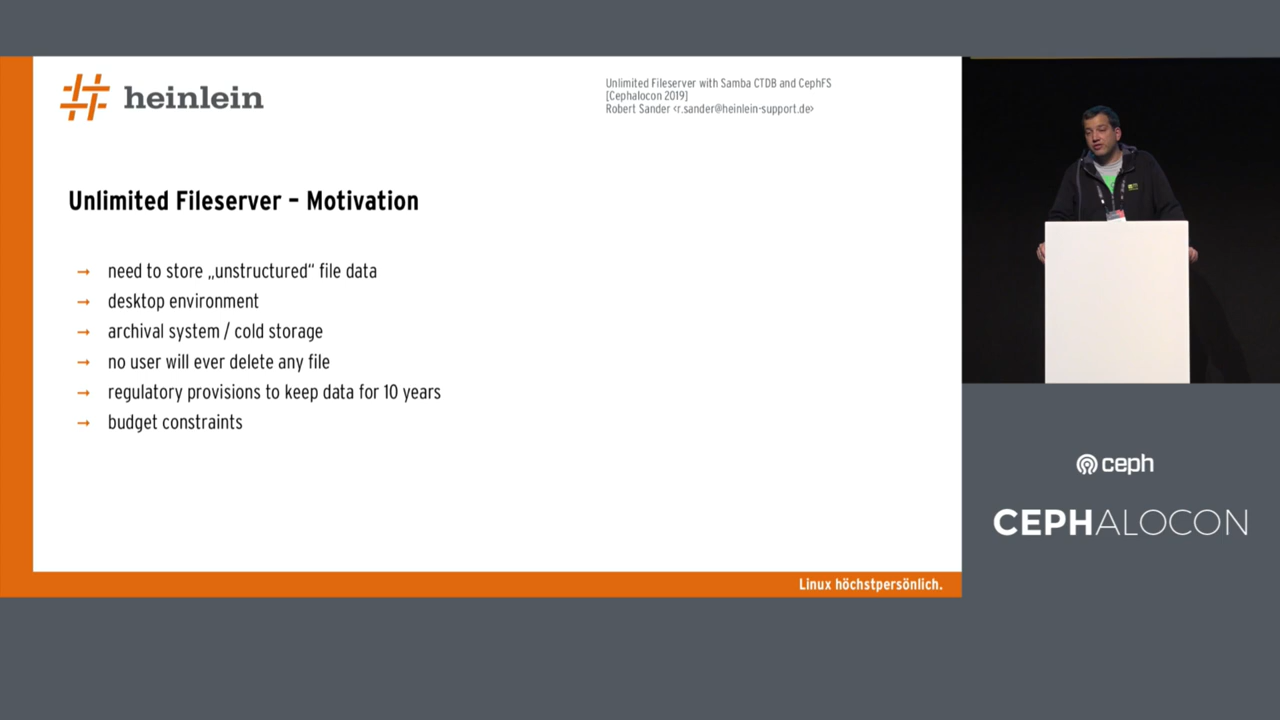 heinlein
Unlimited Fileserver with Samba CTDB and CephFS
[Cephalocon 2019]
Robert Sander <r.sander@heinlein-support.de>
Unlimited Fileserver – Motivation
→ need to store „unstructured“ file data
→ desktop environment
→ archival system / cold storage
→ no user will ever delete any file
→ regulatory provisions to keep data for 10 years
→ budget constraints
Linux höchstpersönlich.
ceph
CEPHALOCON